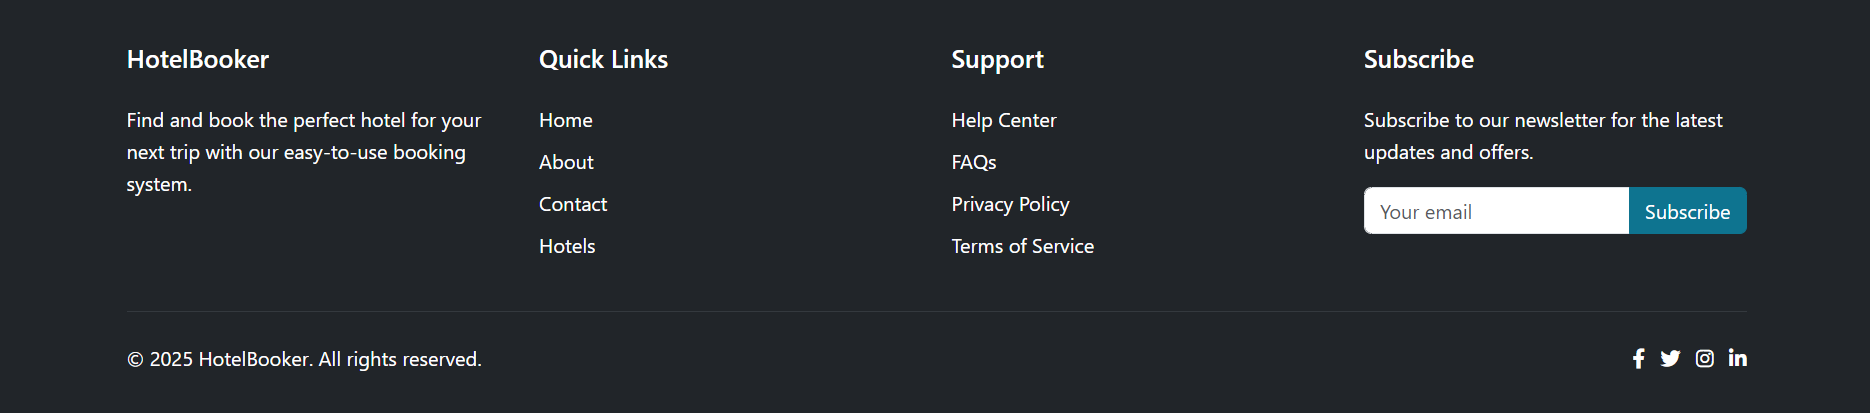 HotelBooker
Find and book the perfect hotel for your
next trip with our easy-to-use booking
system.
Quick Links
Home
About
Contact
Hotels
Support
Help Center
FAQs
Privacy Policy
Terms of Service
Subscribe
Subscribe to our newsletter for the latest
updates and offers.
Your email
Subscribe
© 2025 HotelBooker. All rights reserved.